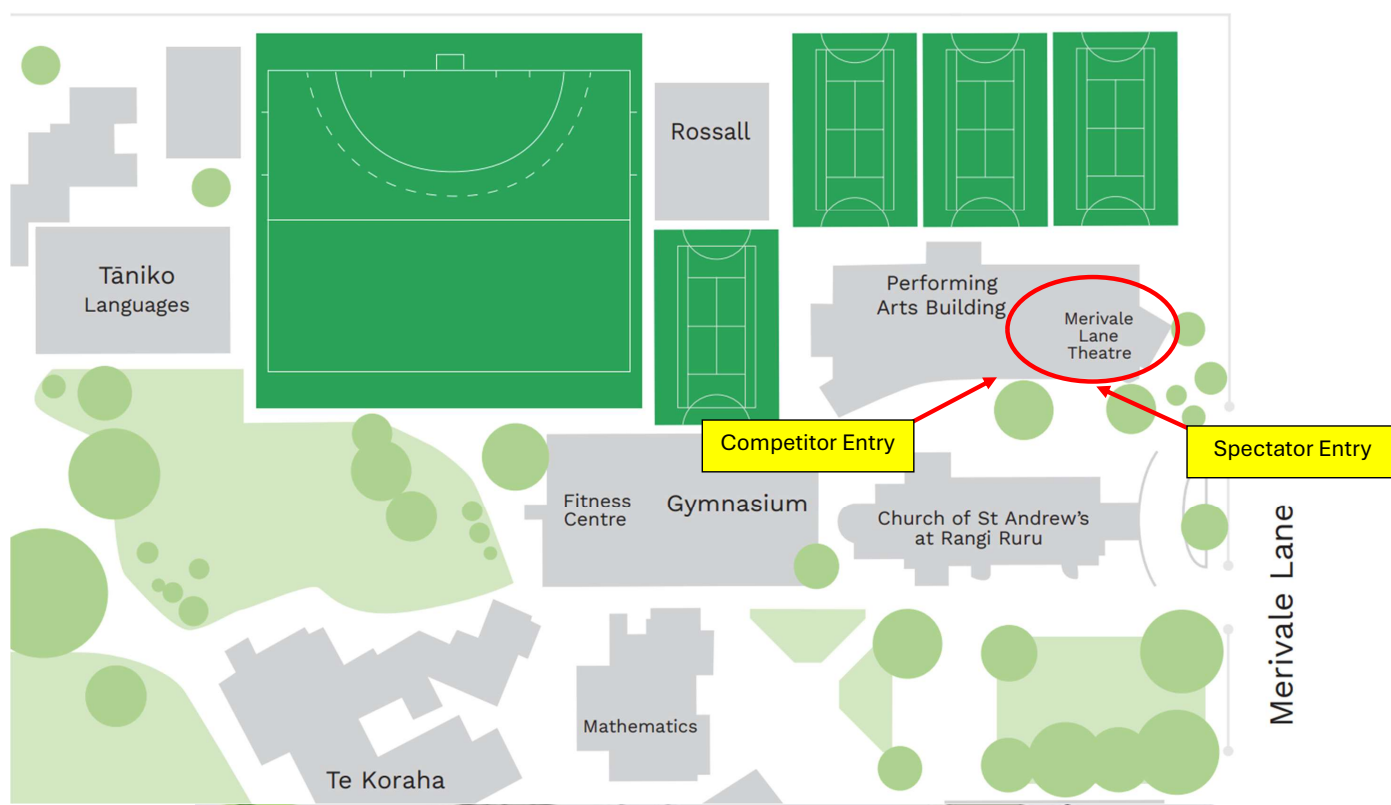 Rossall
Tāniko
Languages
Performing
Arts Building
Merivale
Lane
Theatre
Competitor Entry
Spectator Entry
Fitness
Centre
Gymnasium
Church of St Andrew's
at Rangi Ruru
Merivale Lane
Mathematics
Te Koraha